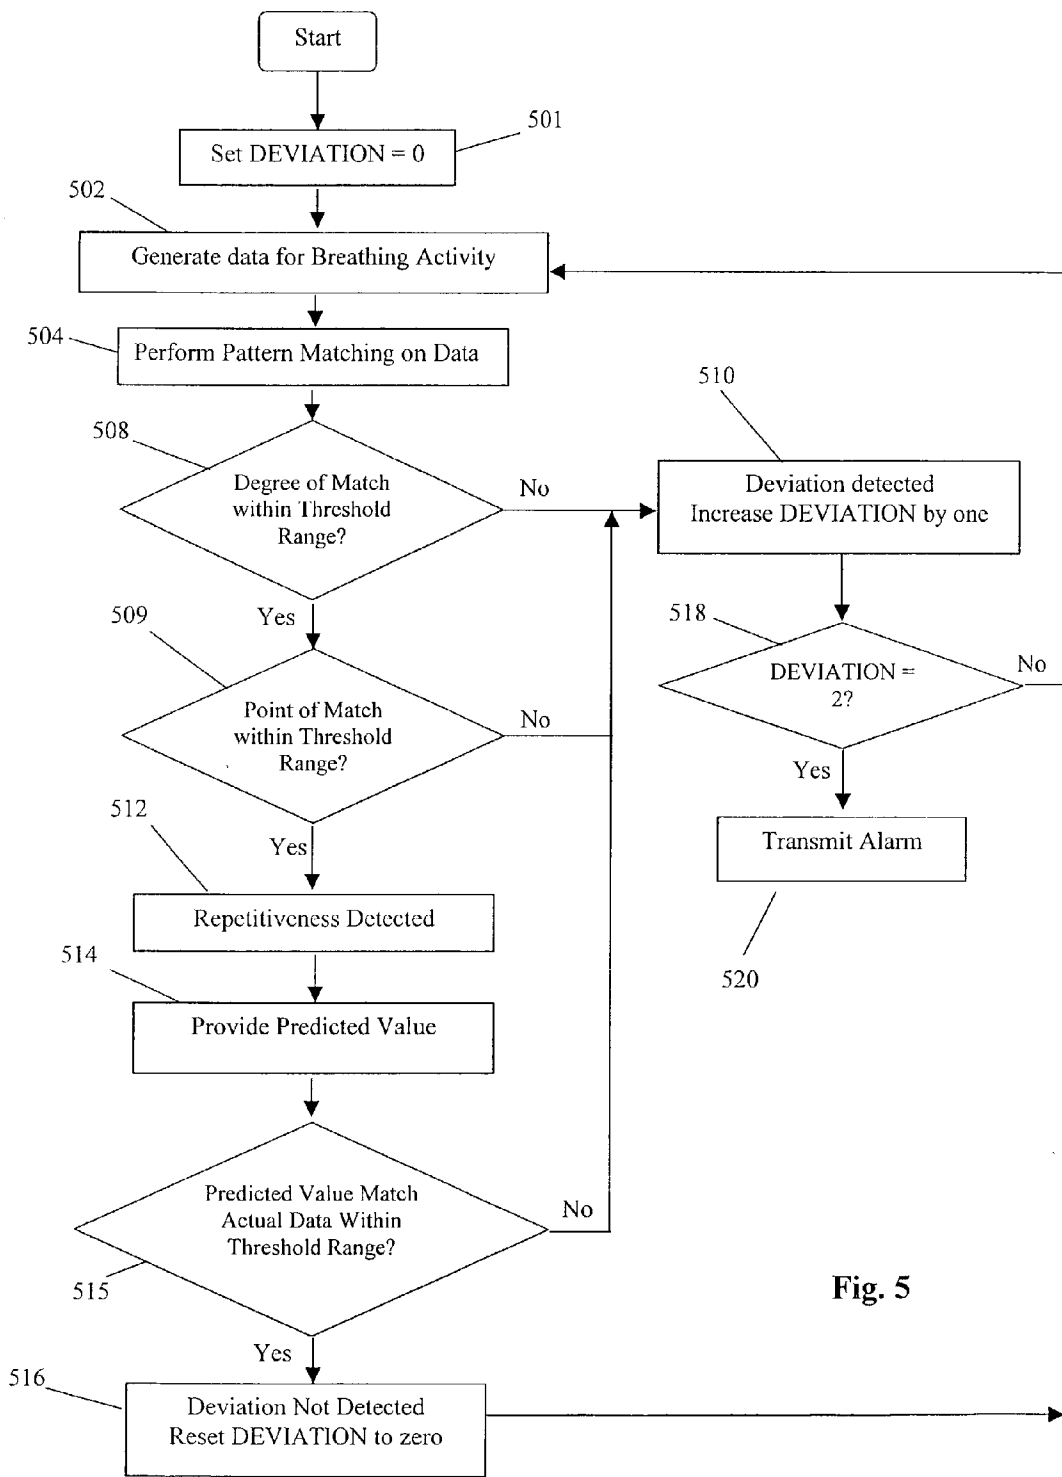 Start
501
Set DEVIATION = 0
502
Generate data for Breathing Activity
504
Perform Pattern Matching on Data
508
Degree of Match
within Threshold
Range?
No
Yes
510
Deviation detected
Increase DEVIATION by one
509
Point of Match
within Threshold
Range?
No
Yes
518
DEVIATION =
2?
No
Yes
Transmit Alarm
520
512
Repetitiveness Detected
514
Provide Predicted Value
Predicted Value Match
Actual Data Within
Threshold Range?
No
515
Yes
Fig. 5
516
Deviation Not Detected
Reset DEVIATION to zero